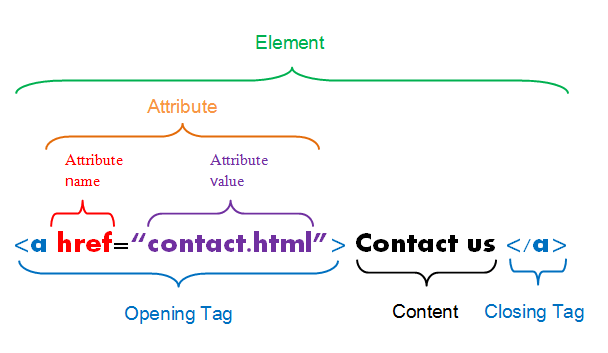 Element
Attribute
Attribute
name
Attribute
value
<a href=“contact.html”> Contact us </a>
Opening Tag
Content
Closing Tag